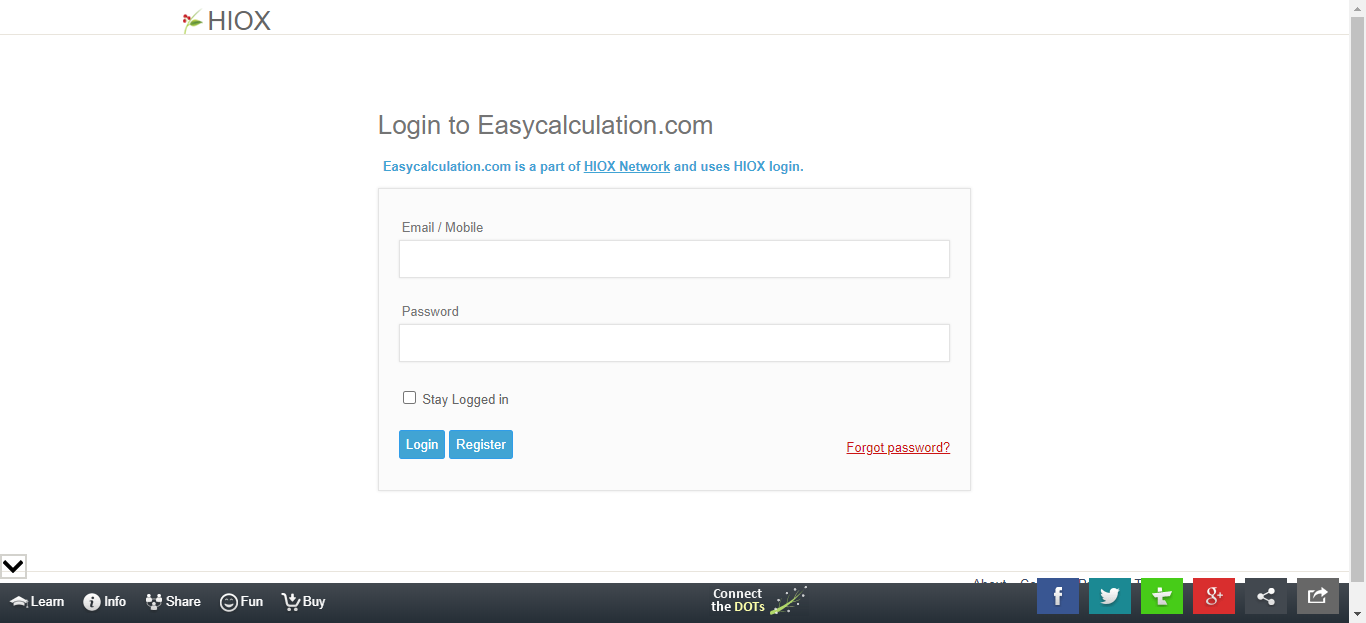 HIOX
Login to Easycalculation.com
Easycalculation.com is a part of HIOX Network and uses HIOX login.
Email / Mobile
Password
Stay Logged in
Login Register
Forgot password?
About
Learn Info Share Fun Buy
Connect
the DOTs
f
g+